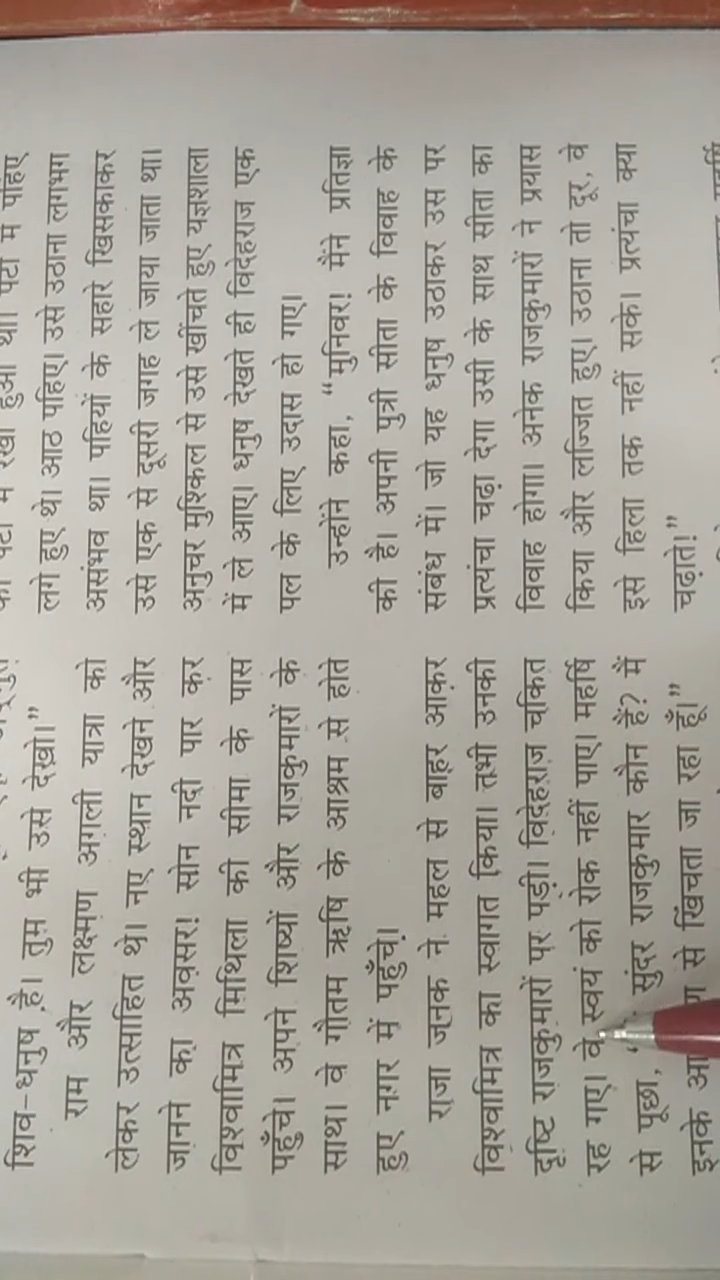 शिव-धनुष है। तुम भी उसे देखो।”
राम और लक्ष्मण अगली यात्रा को
लेकर उत्साहित थे। नए स्थान देखने और
जानने का अवसर! सोन नदी पार कर
विश्वामित्र मिथिला की सीमा के पास
पहुँचे। अपने शिष्यों और राजकुमारों के
साथ। वे गौतम ऋषि के आश्रम से होते
हुए नगर में पहुँचे।
राजा जनक ने महल से बाहर आकर
विश्वामित्र का स्वागत किया। तभी उनकी
दृष्टि राजकुमारों पर पड़ी। विदेहराज चकित
रह गए। वे स्वयं को रोक नहीं पाए। महर्षि
से पूछा, सुंदर राजकुमार कौन हैं? मैं
इनके से खिंचता जा रहा हूँ।”
लगे हुए थे। आठ पहिए। उसे उठाना लगभग
असंभव था। पहियों के सहारे खिसकाकर
उसे एक से दूसरी जगह ले जाया जाता था।
अनुचर मुश्किल से उसे खींचते हुए यज्ञशाला
में ले आए। धनुष देखते ही विदेहराज एक
पल के लिए उदास हो गए।
उन्होंने कहा, “मुनिवर! मैंने प्रतिज्ञा
की है। अपनी पुत्री सीता के विवाह के
संबंध में। जो यह धनुष उठाकर उस पर
प्रत्यंचा चढ़ा देगा उसी के साथ सीता का
विवाह होगा। अनेक राजकुमारों ने प्रयास
किया और लज्जित हुए। उठाना तो दूर, वे
इसे हिला तक नहीं सके। प्रत्यंचा क्या
चढ़ाते!”